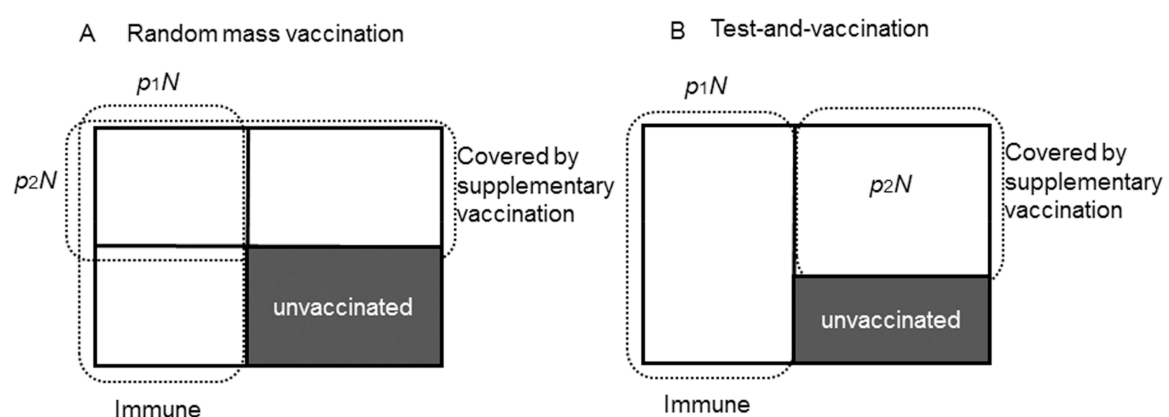 A Random mass vaccination
p1N
p2N
Covered by
supplementary
vaccination
unvaccinated
Immune
B Test-and-vaccination
p1N
p2N
Covered by
supplementary
vaccination
unvaccinated
Immune